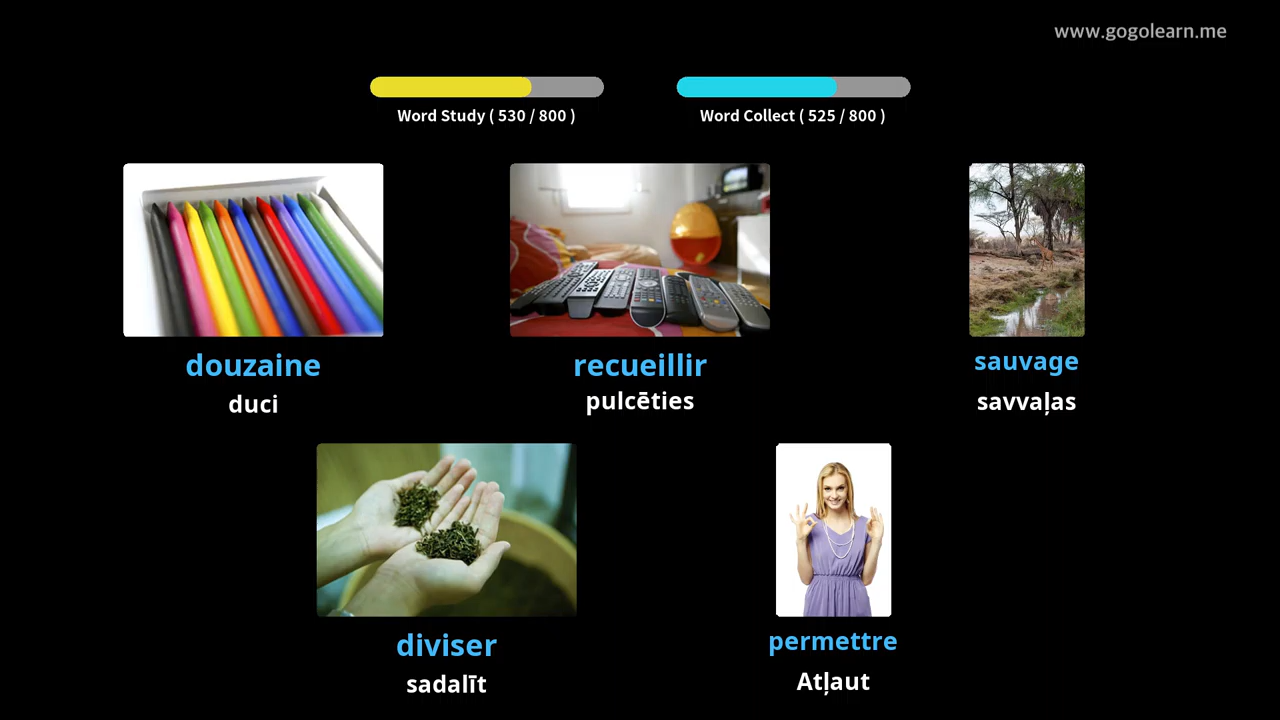 www.gogolearn.me
Word Study ( 530 / 800 )
Word Collect ( 525 / 800 )
douzaine
duci
recueillir
pulcēties
sauvage
savvaļas
diviser
sadalīt
permettre
Atļaut